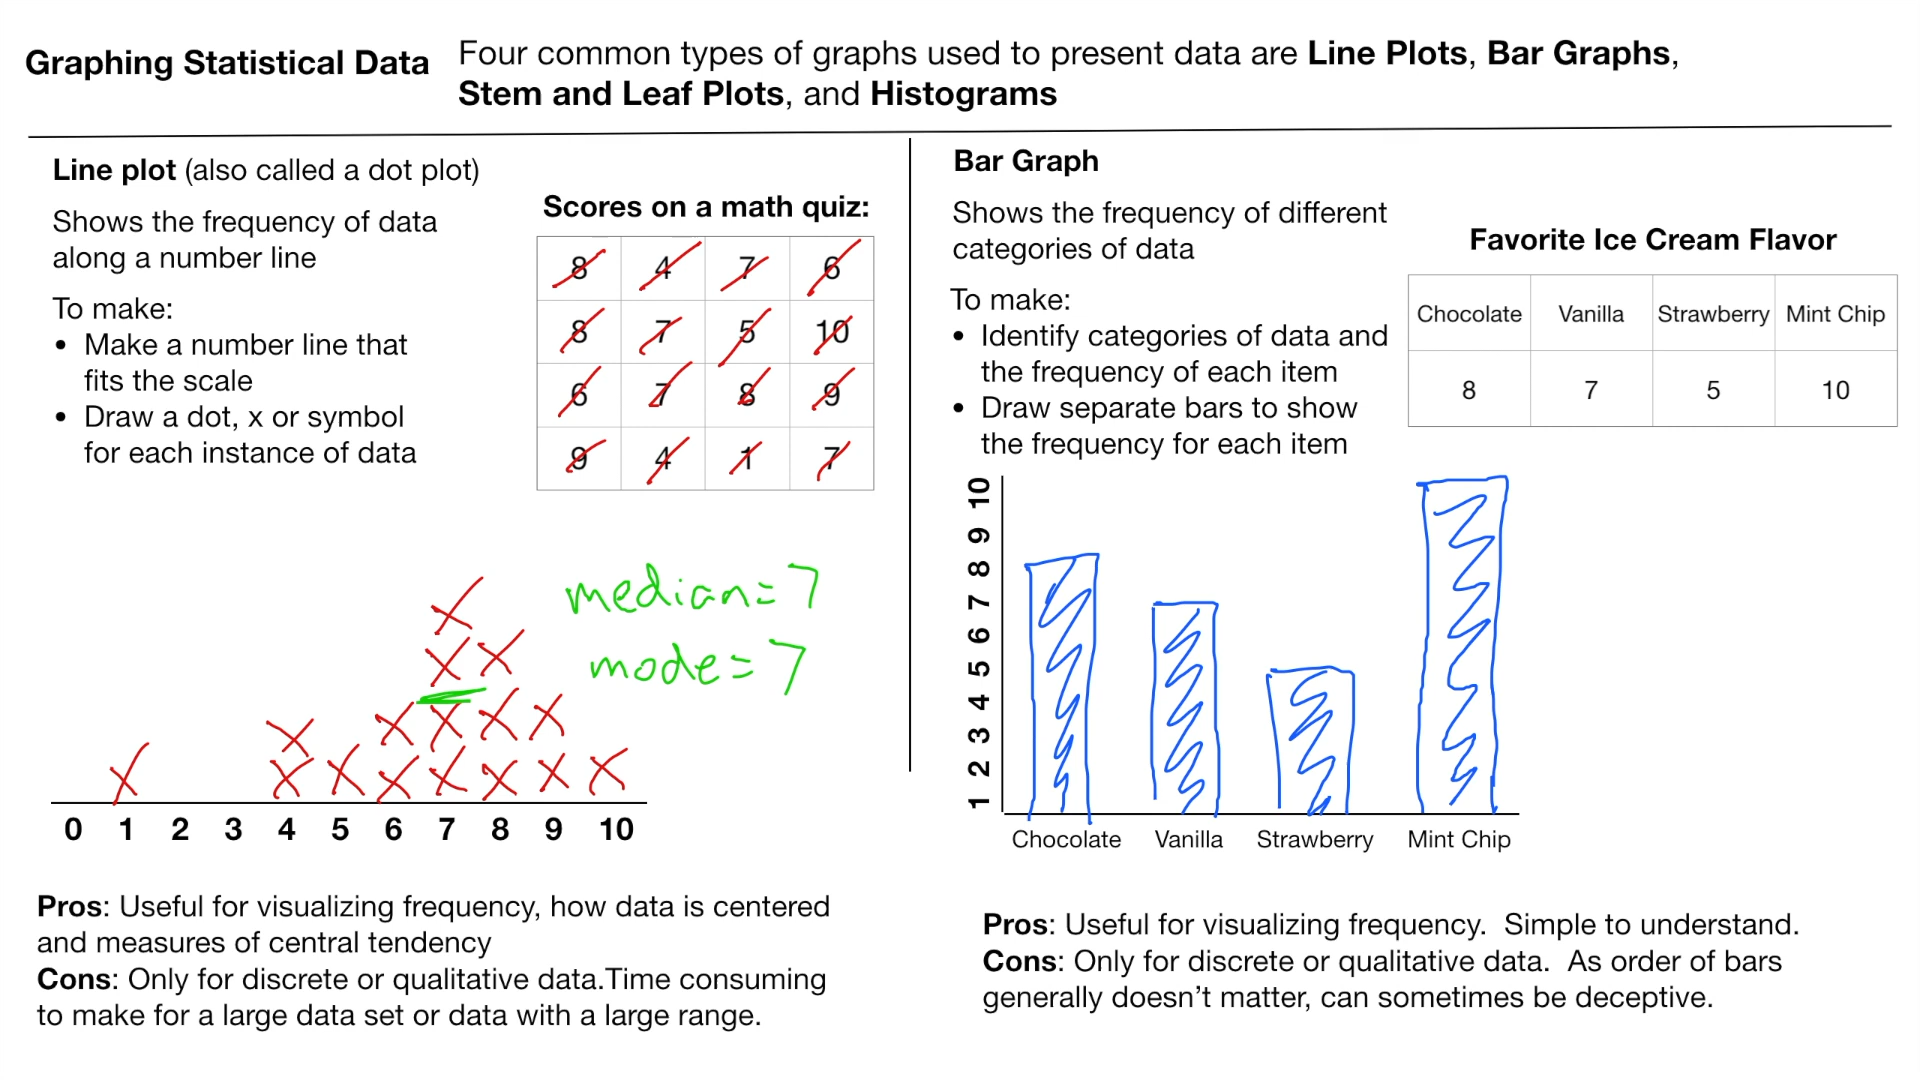 Graphing Statistical Data
Four common types of graphs used to present data are Line Plots, Bar Graphs,
Stem and Leaf Plots, and Histograms
Line plot (also called a dot plot)
Shows the frequency of data
along a number line
To make:
• Make a number line that
fits the scale
• Draw a dot, x or symbol
for each instance of data
Scores on a math quiz:
8 4 7 6
8 7 5 10
6 7 8 9
9 4 1 7
median=7
mode=7
0 1 2 3 4 5 6 7 8 9 10
Pros: Useful for visualizing frequency, how data is centered
and measures of central tendency
Cons: Only for discrete or qualitative data.Time consuming
to make for a large data set or data with a large range.
Bar Graph
Shows the frequency of different
categories of data
To make:
• Identify categories of data and
the frequency of each item
• Draw separate bars to show
the frequency for each item
Favorite Ice Cream Flavor
Chocolate Vanilla Strawberry Mint Chip
8 7 5 10
1 2 3 4 5 6 7 8 9 10
Chocolate Vanilla Strawberry Mint Chip
Pros: Useful for visualizing frequency. Simple to understand.
Cons: Only for discrete or qualitative data. As order of bars
generally doesn't matter, can sometimes be deceptive.